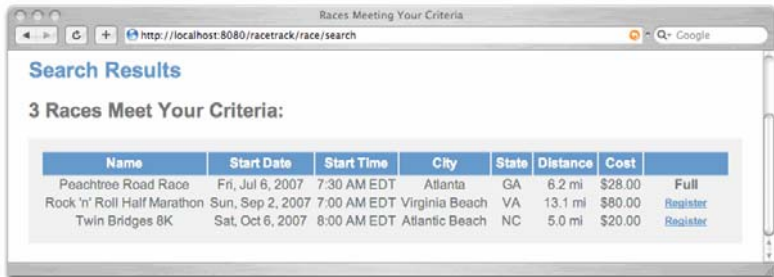 Races Meeting Your Criteria
http://localhost:8080/racetrack/race/search
Google
Search Results
3 Races Meet Your Criteria:
Name Start Date Start Time City State Distance Cost
Peachtree Road Race Fri, Jul 6, 2007 7:30 AM EDT Atlanta GA 6.2 mi $28.00 Full
Rock 'n' Roll Half Marathon Sun, Sep 2, 2007 7:00 AM EDT Virginia Beach VA 13.1 mi $80.00 Register
Twin Bridges 8K Sat, Oct 6, 2007 8:00 AM EDT Atlantic Beach NC 5.0 mi $20.00 Register